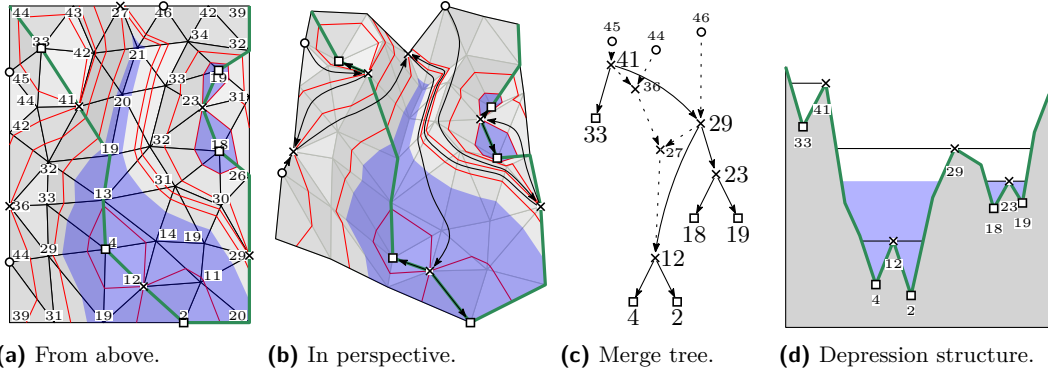 44 43 27 46 42 39
33 42 21 34 32
45 33 19
44 41 20 23 31
42 19 32 18
32 31 26
36 13 30
44 29 4 14 19 29
12 11
39 31 19 2 20
46
45 44
41 36
33 29
27
23
18 19
12
4 2
41
33
29
23
18 19
12
4
2
(a) From above.
(b) In perspective.
(c) Merge tree.
(d) Depression structure.